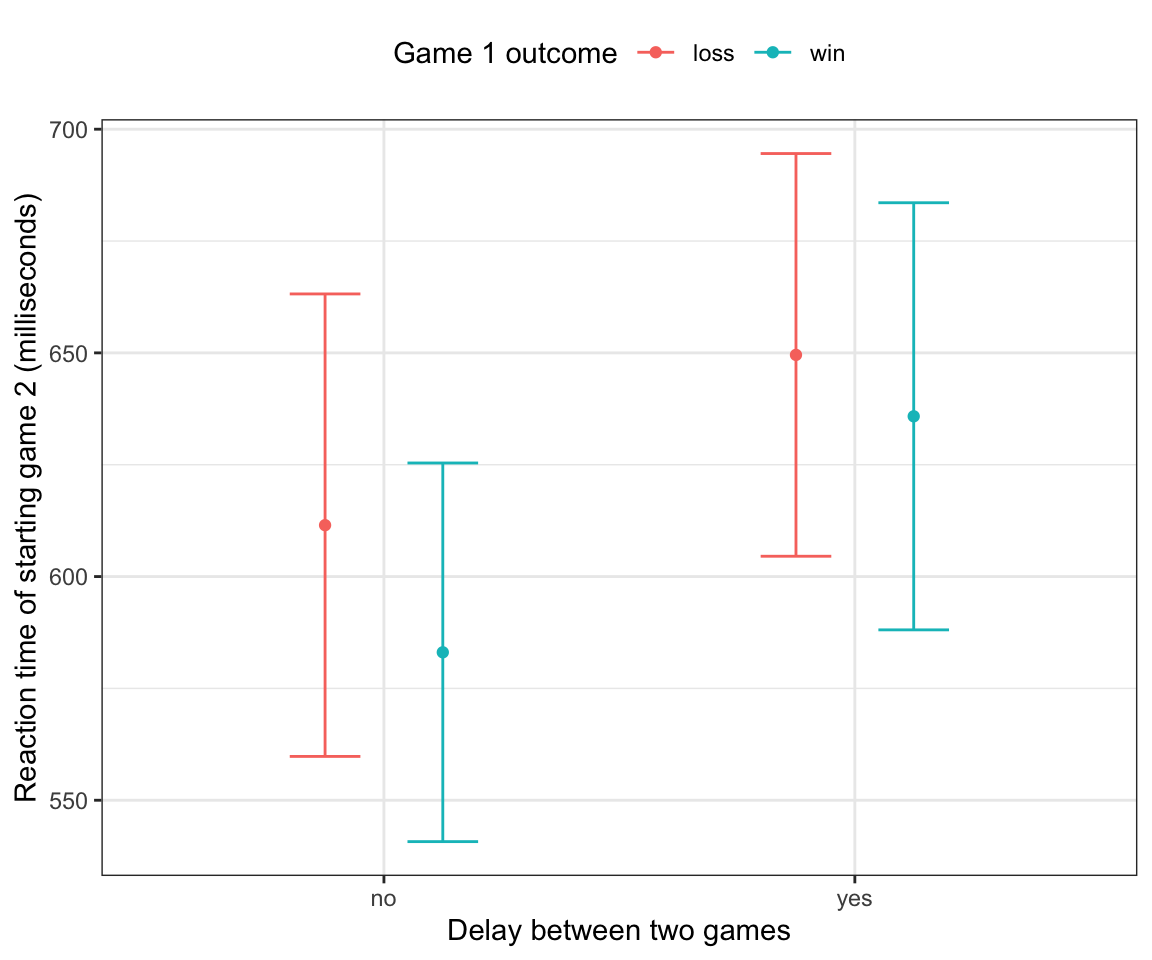 Game 1 outcome loss win
Reaction time of starting game 2 (milliseconds)
700
650
600
550
no yes
Delay between two games